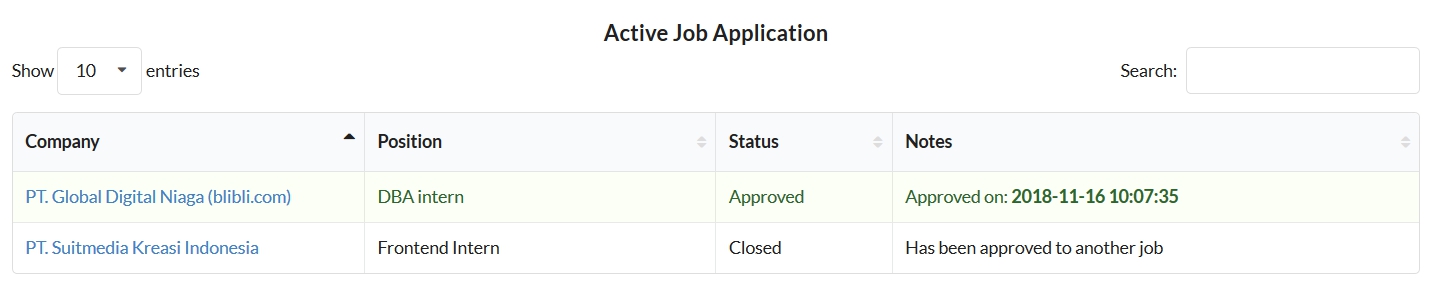 Active Job Application
Show 10 entries Search:
Company Position Status Notes
PT. Global Digital Niaga (blibli.com) DBA intern Approved Approved on: 2018-11-16 10:07:35
PT. Suitmedia Kreasi Indonesia Frontend Intern Closed Has been approved to another job